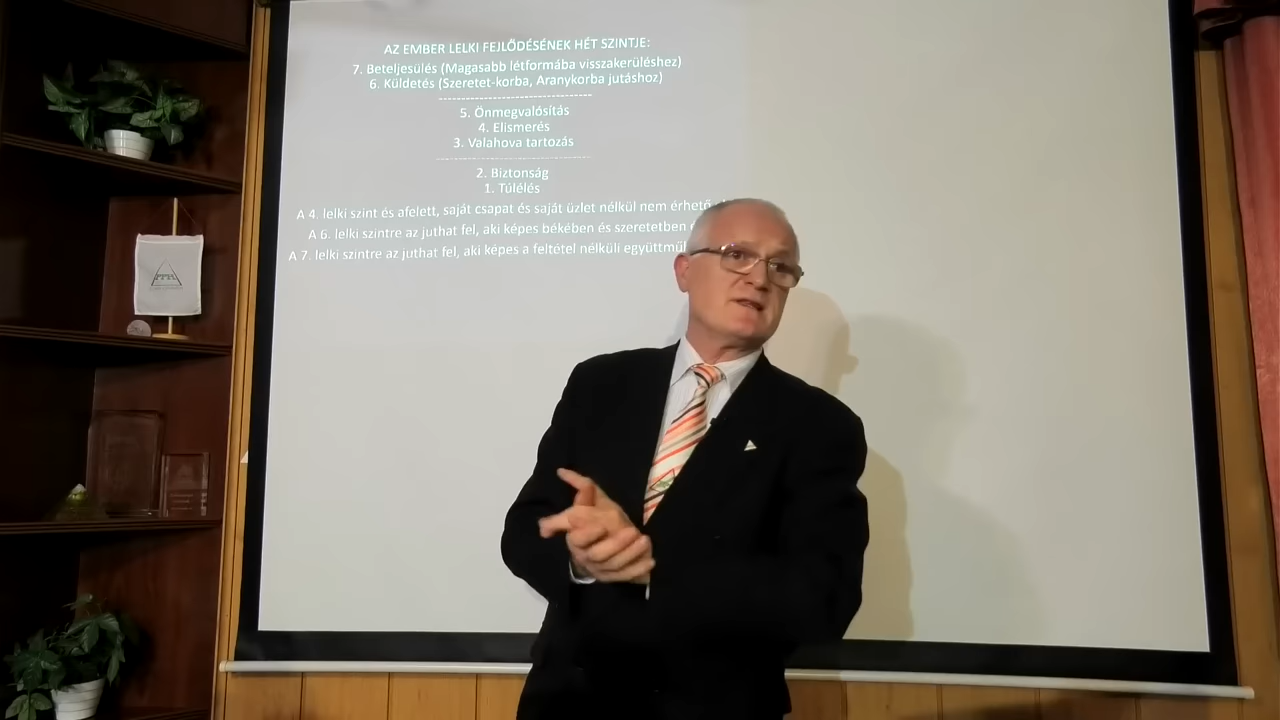 AZ EMBER LELKI FEJLŐDÉSÉNEK HÉT SZINTJE:
7. Beteljesülés (Magasabb létformába visszakerüléshez)
6. Küldetés (Szeretet-korba, Aranykorba jutáshoz)
5. Önmegvalósítás
4. Elismerés
3. Valahova tartozás
2. Biztonság
1. Túlélés
A 4. lelki szint és afelett, saját csapat és saját üzlet nélkül nem
A 6. lelki szintre az juthat fel, aki képes békében és szeretetben
A 7. lelki szintre az juthat fel, aki képes a feltétel nélküli